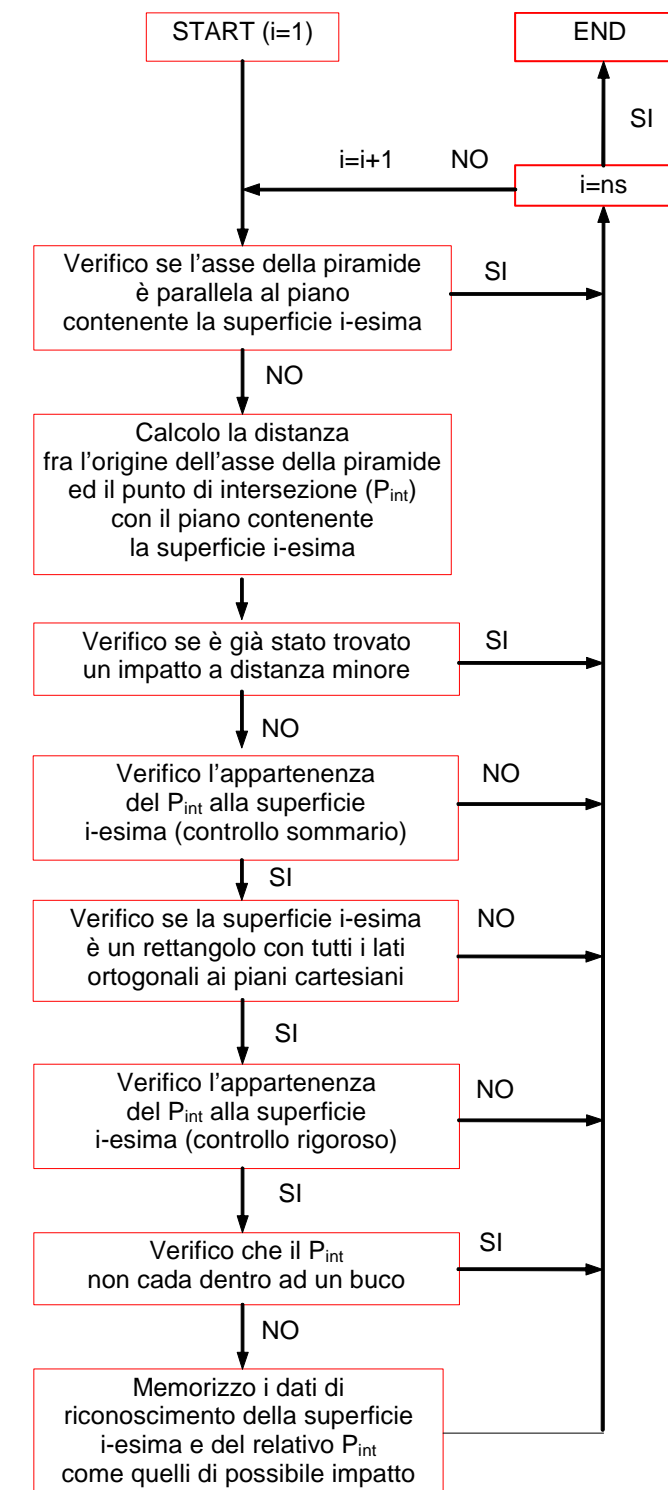 START (i=1)
END
SI
i=i+1 NO
i=ns
Verifico se l'asse della piramide
è parallela al piano
contenente la superficie i-esima
SI
NO
Calcolo la distanza
fra l'origine dell'asse della piramide
ed il punto di intersezione (Pint)
con il piano contenente
la superficie i-esima
Verifico se è già stato trovato
un impatto a distanza minore
SI
NO
Verifico l'appartenenza
del Pint alla superficie
i-esima (controllo sommario)
NO
SI
Verifico se la superficie i-esima
è un rettangolo con tutti i lati
ortogonali ai piani cartesiani
NO
SI
Verifico l'appartenenza
del Pint alla superficie
i-esima (controllo rigoroso)
NO
SI
Verifico che il Pint
non cada dentro ad un buco
SI
NO
Memorizzo i dati di
riconoscimento della superficie
i-esima e del relativo Pint
come quelli di possibile impatto